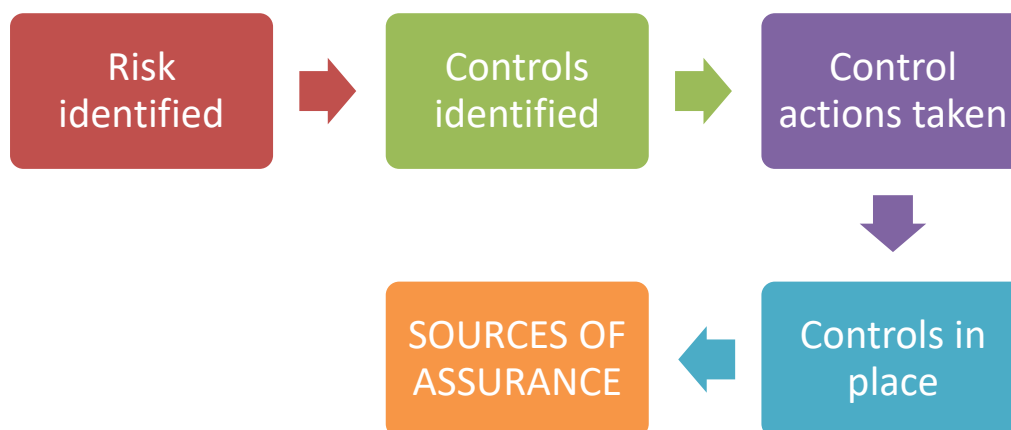 Risk
identified
Controls
identified
Control
actions taken
Controls in
place
SOURCES OF
ASSURANCE